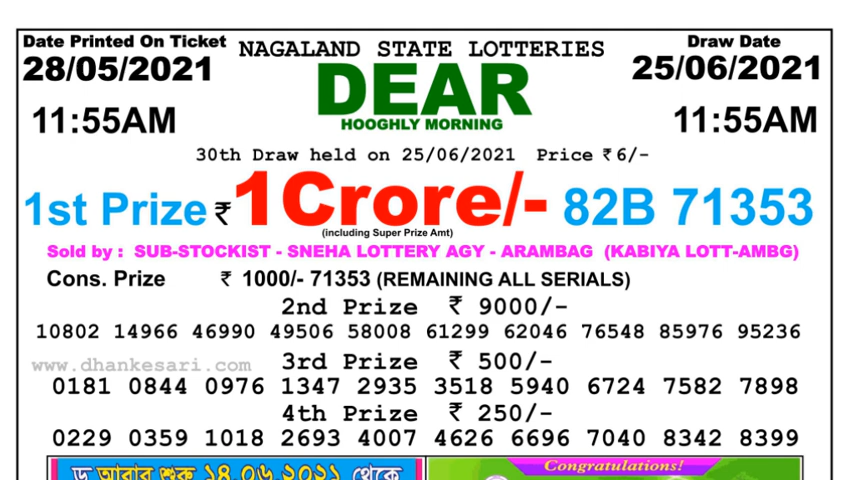 Date Printed On Ticket NAGALAND STATE LOTTERIES Draw Date
28/05/2021 DEAR 25/06/2021
HOOGHLY MORNING
11:55AM 11:55AM
30th Draw held on 25/06/2021 Price ₹6/-
1st Prize ₹ 1Crore/- 82B 71353
(including Super Prize Amt)
Sold by : SUB-STOCKIST - SNEHA LOTTERY AGY - ARAMBAG (KABIYA LOTT-AMBG)
Cons. Prize ₹ 1000/- 71353 (REMAINING ALL SERIALS)
2nd Prize ₹ 9000/-
10802 14966 46990 49506 58008 61299 62046 76548 85976 95236
www.dhankesari.com 3rd Prize ₹ 500/-
0181 0844 0976 1347 2935 3518 5940 6724 7582 7898
4th Prize ₹ 250/-
0229 0359 1018 2693 4007 4626 6696 7040 8342 8399
আবার শুরু ১৪.০৬.২০২১ থেকে
Congratulations!